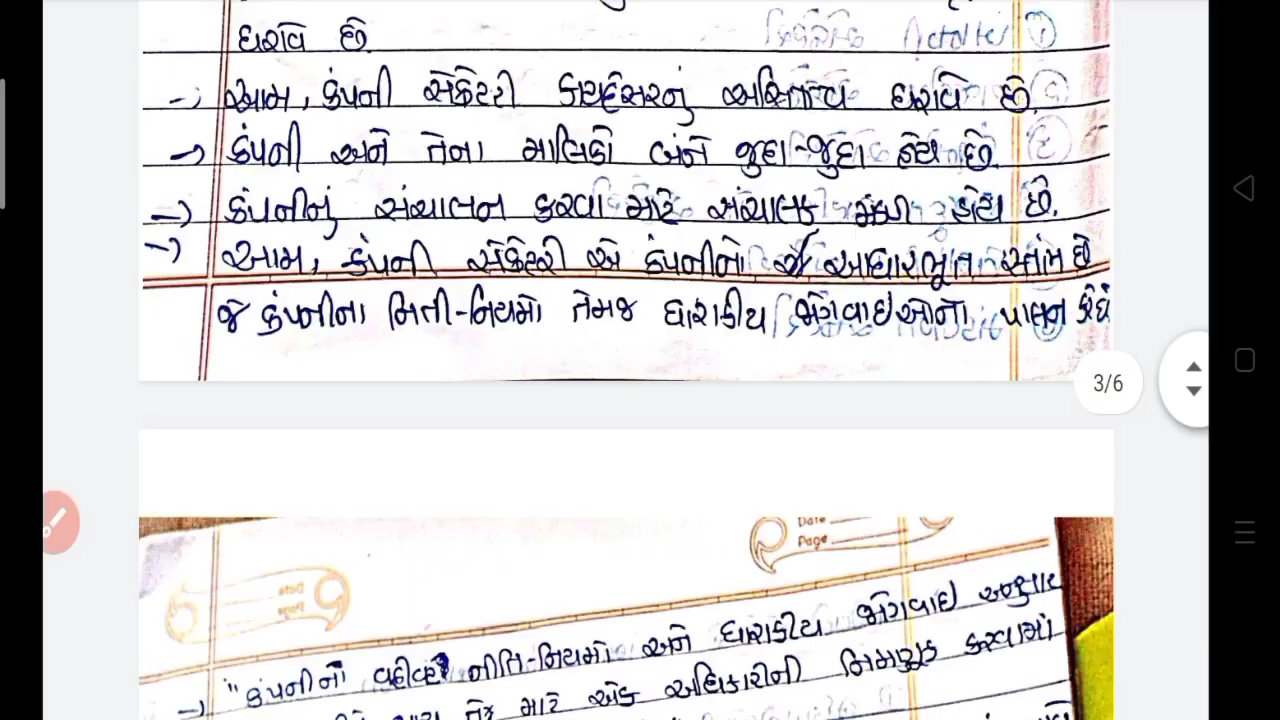 ધરાવે છે.
→ આમ, કંપની સેક્રેટરી કાયદેસરનું અસ્તિત્વ ધરાવે છે.
→ કંપની અને તેના માલિકો બંને જુદા-જુદા હોય છે.
→ કંપનીનું સંચાલન કરવા માટે સંચાલક મંડળ હોય છે.
→ આમ, કંપની સેક્રેટરી એ કંપનીનો આધારભૂત સ્તંભ છે
જે કંપનીના નિતી-નિયમો તેમજ ધારાકીય જોગવાઇઓના પાલન
3/6
Date
Page
→ "કંપનીનો વહીવટ નીતિ-નિયમો અને ધારાકીય જોગવાઇ અનુસાર
માટે એક અધિકારીની નિમણૂક કરવામાં